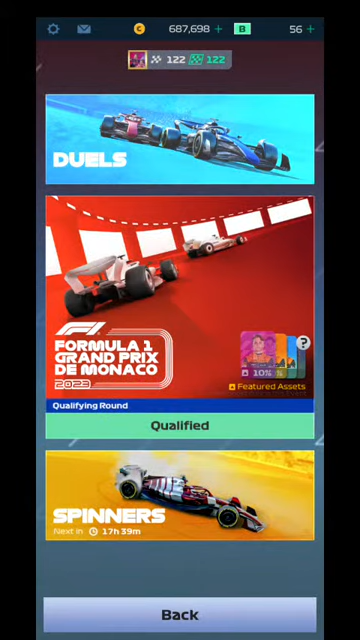 C 687,698 + B 56 +
122 122
DUELS
F1
FORMULA 1
GRAND PRIX
DE MONACO
2023
?
10%
Featured Assets
Qualifying Round
Qualified
SPINNERS
Next in 17h 39m
Back